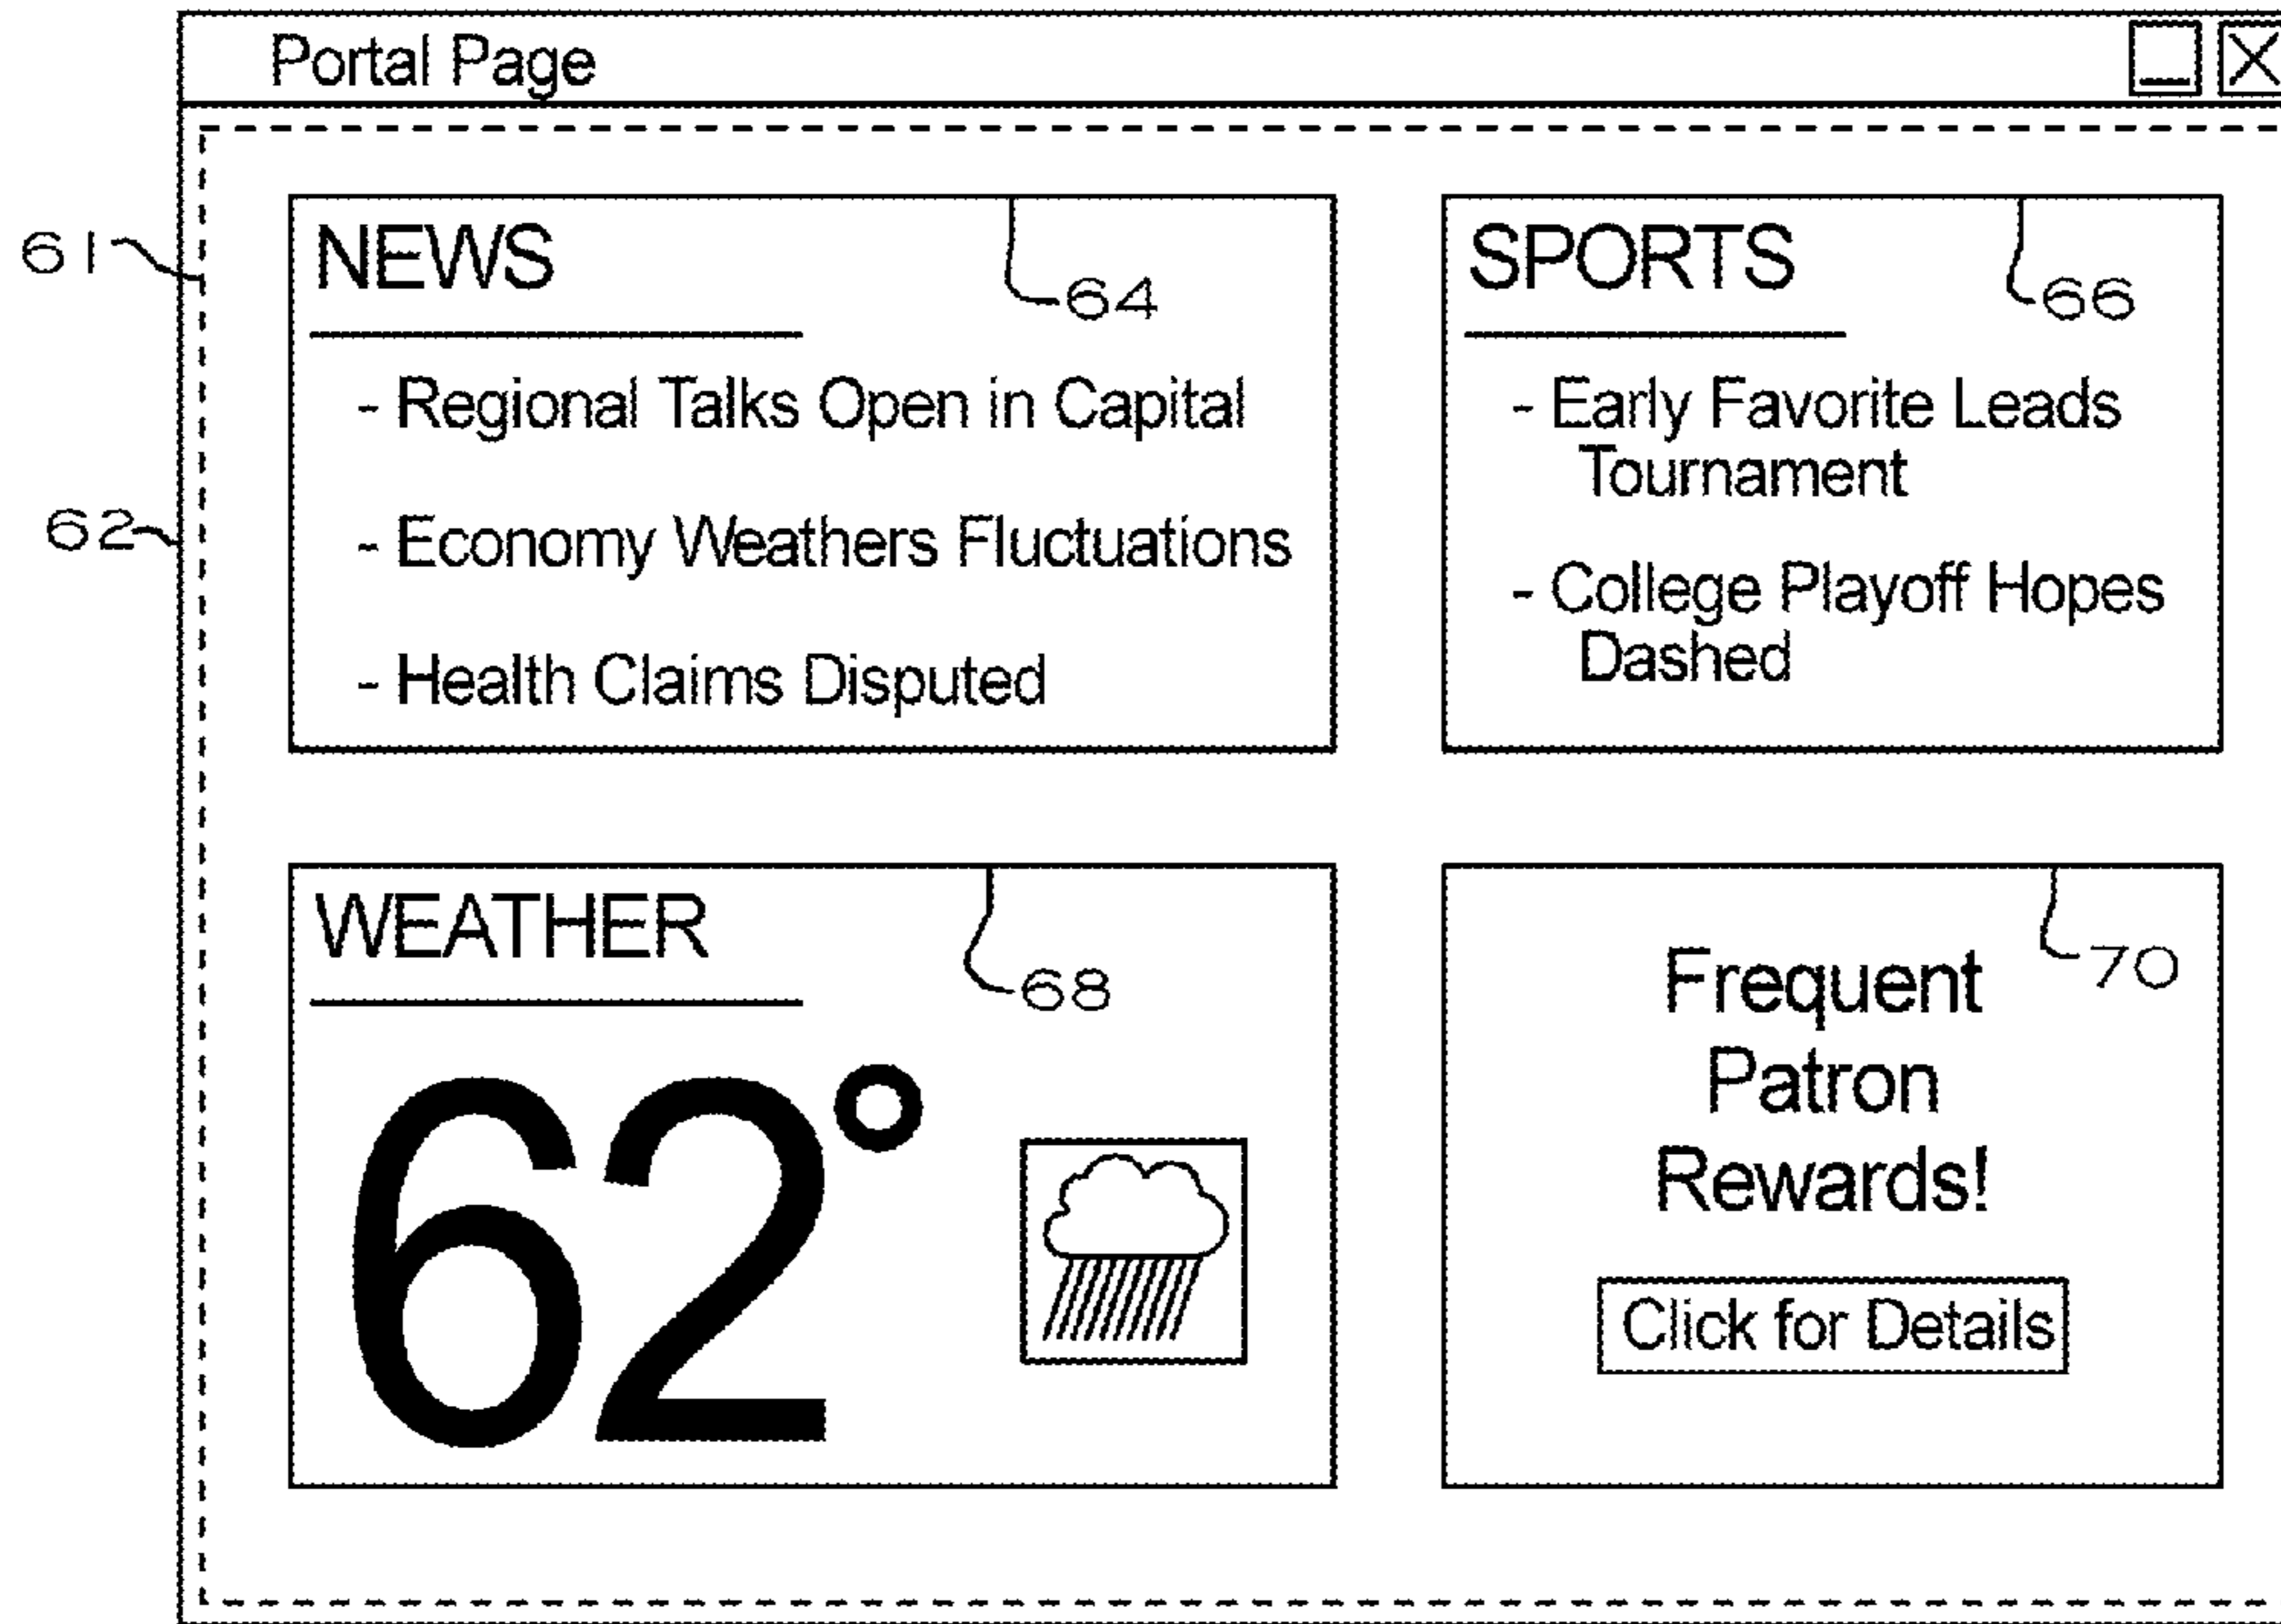 Portal Page
61
62
NEWS
64
- Regional Talks Open in Capital
- Economy Weathers Fluctuations
- Health Claims Disputed
SPORTS
66
- Early Favorite Leads
Tournament
- College Playoff Hopes
Dashed
WEATHER
68
62°
70
Frequent
Patron
Rewards!
Click for Details